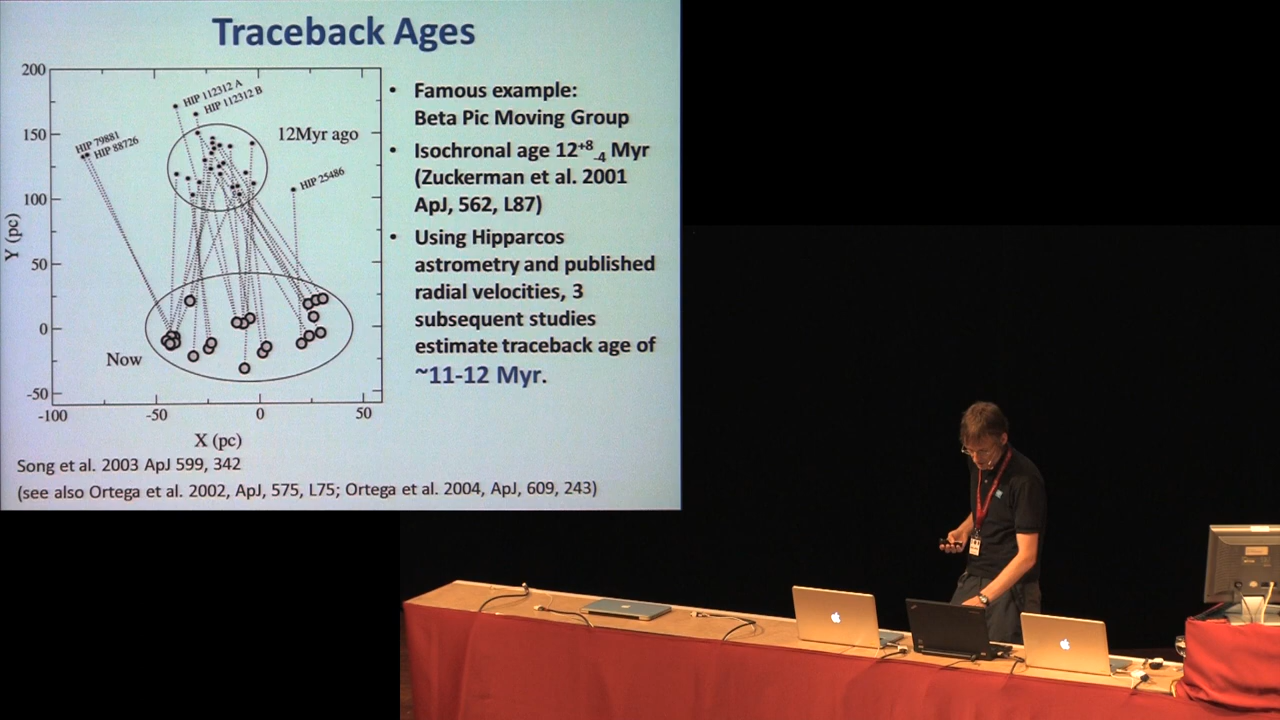 Traceback Ages
200
150
100
50
0
-50
-100
-50
0
50
Y (pc)
X (pc)
HIP 112312 A
HIP 112312 B
HIP 79881
HIP 88726
12Myr ago
HIP 25486
Now
• Famous example:
Beta Pic Moving Group
• Isochronal age 12+8-4 Myr
(Zuckerman et al. 2001
ApJ, 562, L87)
• Using Hipparcos
astrometry and published
radial velocities, 3
subsequent studies
estimate traceback age of
~11-12 Myr.
Song et al. 2003 ApJ 599, 342
(see also Ortega et al. 2002, ApJ, 575, L75; Ortega et al. 2004, ApJ, 609, 243)